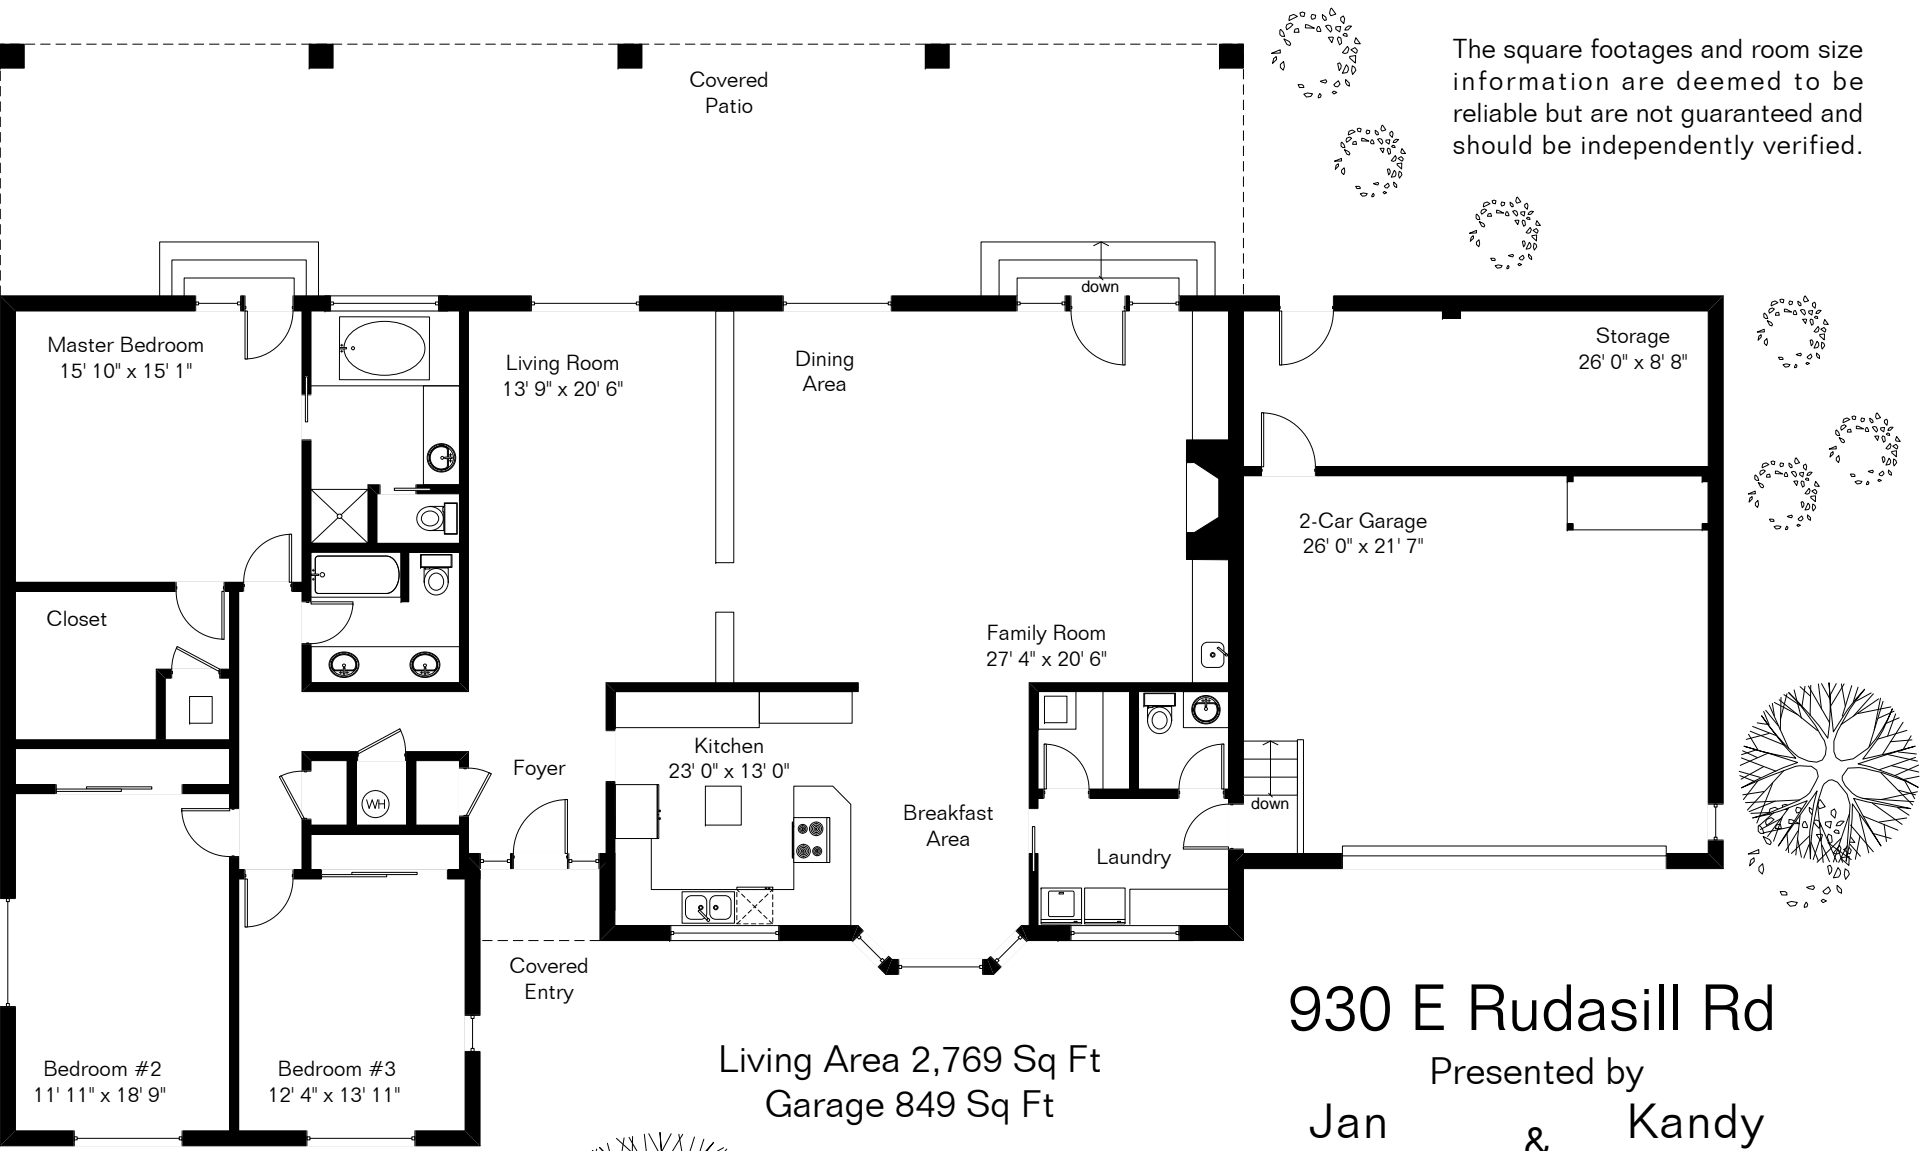 Covered
Patio
The square footages and room size
information are deemed to be
reliable but are not guaranteed and
should be independently verified.
down
Master Bedroom
15' 10" x 15' 1"
Living Room
13' 9" x 20' 6"
Dining
Area
Storage
26' 0" x 8' 8"
2-Car Garage
26' 0" x 21' 7"
Closet
Family Room
27' 4" x 20' 6"
Kitchen
23' 0" x 13' 0"
Foyer
WH
Breakfast
Area
down
Laundry
Covered
Entry
Bedroom #2
11' 11" x 18' 9"
Bedroom #3
12' 4" x 13' 11"
Living Area 2,769 Sq Ft
Garage 849 Sq Ft
930 E Rudasill Rd
Presented by
Jan & Kandy